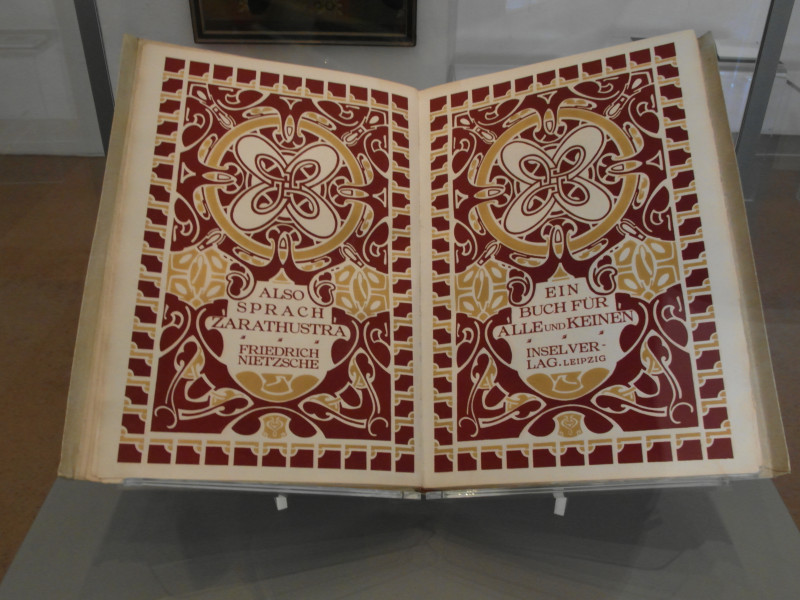 ALSO
SPRACH
ZARATHUSTRA
FRIEDRICH
NIETZSCHE
EIN
BUCH FÜR
ALLE UND KEINEN
INSELVER-
LAG. LEIPZIG